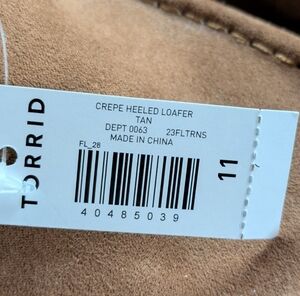 TORRID
CREPE HEELED LOAFER
TAN
DEPT 0063 23FLTRNS
MADE IN CHINA
FL_28
11
40485039